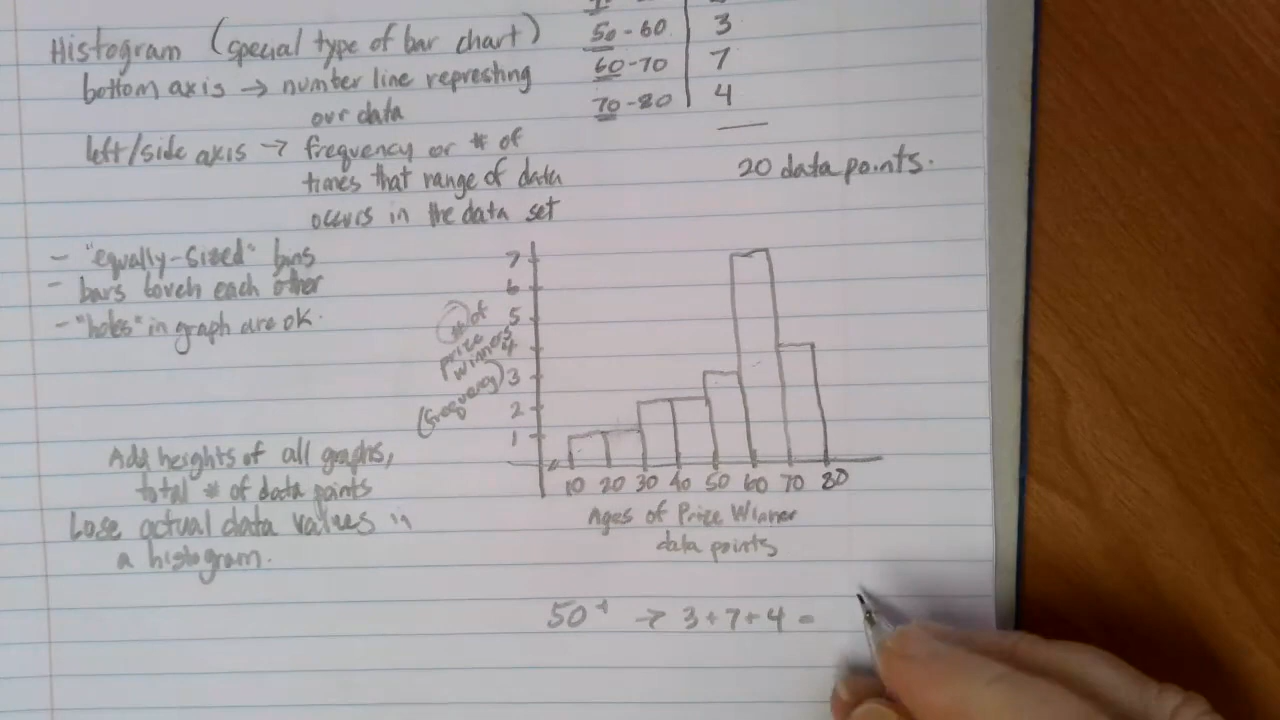 Histogram (special type of bar chart)
bottom axis → number line represting
our data
left/side axis → frequency or # of
times that range of data
occurs in the data set
50-60 3
60-70 7
70-80 4
20 data points.
- "equally-sized" bins
- bars touch each other
- "holes" in graph are ok.
Add heights of all graphs,
total # of data points
Lose actual data values in
a histogram.
# of
prize
winners
(frequency)
7
6
5
4
3
2
1
10 20 30 40 50 60 70 80
Ages of Prize Winner
data points
50+ → 3+7+4 =